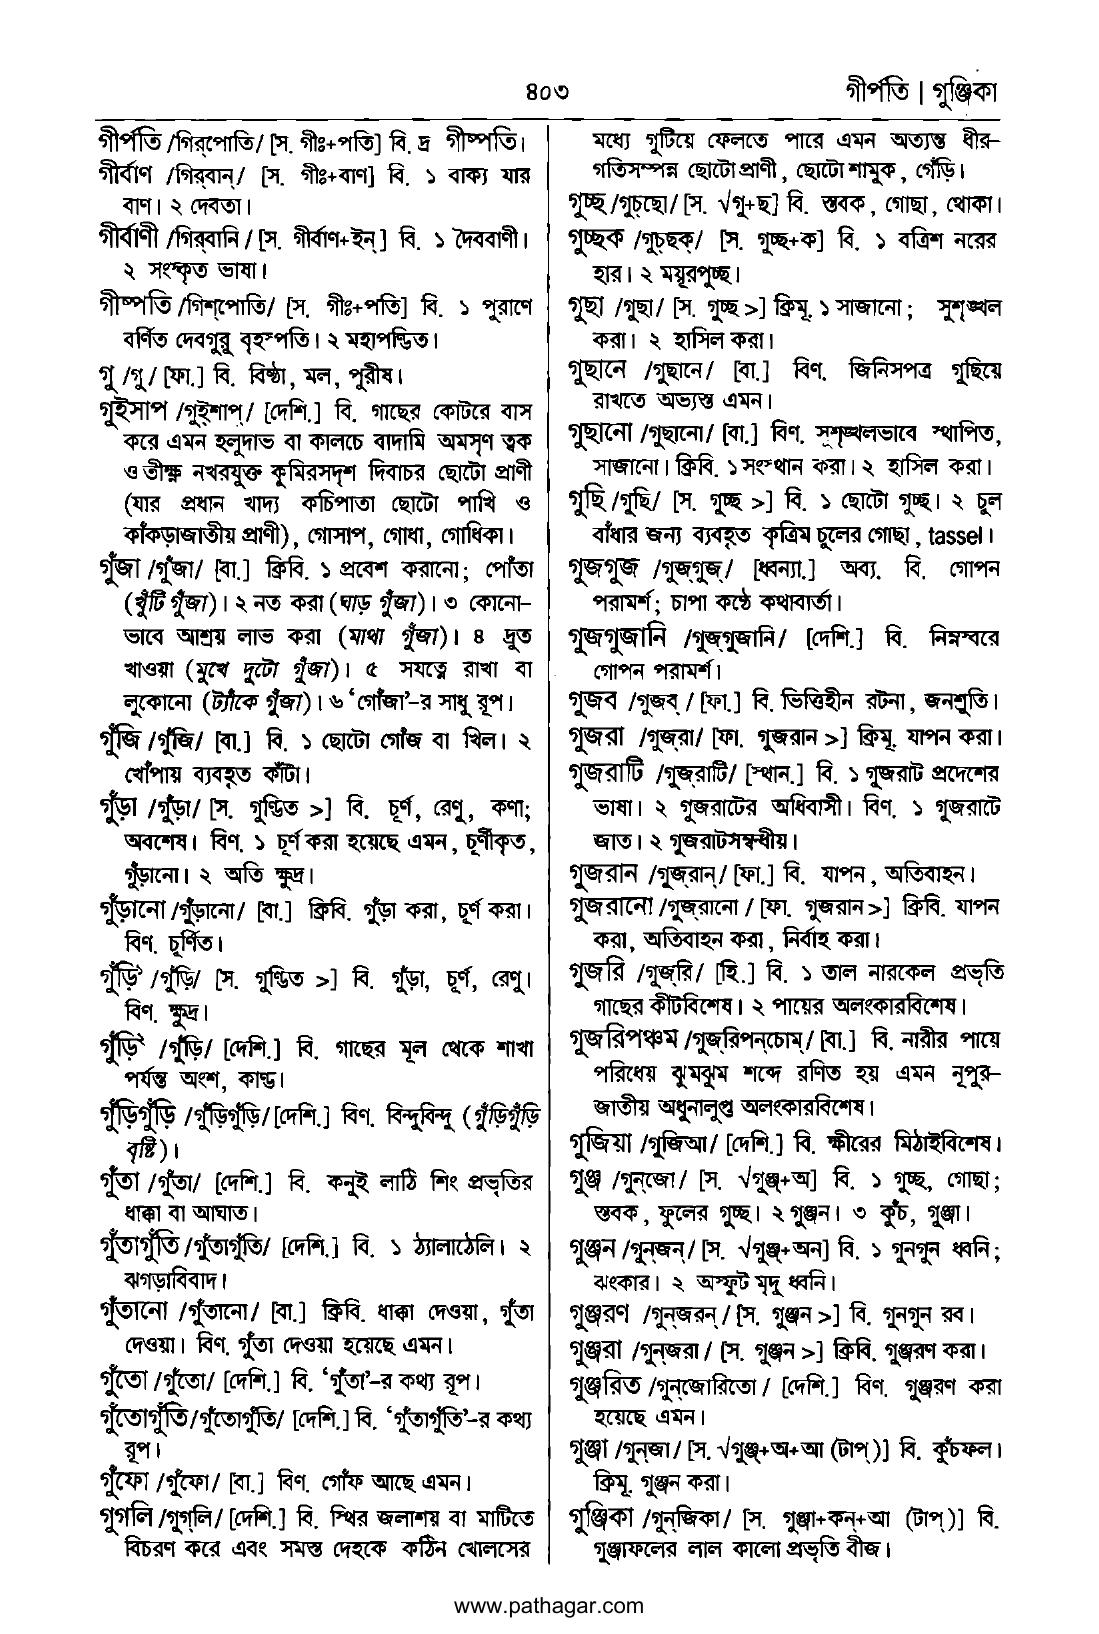 ৪০৩
গীর্পতি | গুঞ্জিকা
গীর্পতি /গির্‌পোতি/ [স. গীঃ+পতি] বি. দ্র গীষ্পতি।
গীর্বাণ /গির্‌বান্‌/ [স. গীঃ+বাণ] বি. ১ বাক্য যার
বাণ। ২ দেবতা।
গীর্বাণী /গির্‌বানি / [স. গীর্বাণ+ইন্‌] বি. ১ দৈববাণী।
২ সংস্কৃত ভাষা।
গীষ্পতি /গিশ্‌পোতি/ [স. গীঃ+পতি] বি. ১ পুরাণে
বর্ণিত দেবগুরু বৃহস্পতি। ২ মহাপণ্ডিত।
গু /গু/ [ফা.] বি. বিষ্ঠা, মল, পুরীষ।
গুইসাপ /গুইশাপ্‌/ [দেশি.] বি. গাছের কোটরে বাস
করে এমন হলুদাভ বা কালচে বাদামি অমসৃণ ত্বক
ও তীক্ষ্ণ নখরযুক্ত কুমিরসদৃশ দিবাচর ছোটো প্রাণী
(যার প্রধান খাদ্য কচিপাতা ছোটো পাখি ও
কাঁকড়াজাতীয় প্রাণী), গোসাপ, গোধা, গোধিকা।
গুঁজা /গুঁজা/ [বা.] ক্রিবি. ১ প্রবেশ করানো; পোঁতা
(খুঁটি গুঁজা)। ২ নত করা (ঘাড় গুঁজা)। ৩ কোনো-
ভাবে আশ্রয় লাভ করা (মাথা গুঁজা)। ৪ দ্রুত
খাওয়া (মুখে দুটো গুঁজা)। ৫ সযত্নে রাখা বা
লুকোনো (ট্যাঁকে গুঁজা)। ৬ ‘গোঁজা’-র সাধু রূপ।
গুঁজি /গুঁজি/ [বা.] বি. ১ ছোটো গোঁজ বা খিল। ২
খোঁপায় ব্যবহৃত কাঁটা।
গুঁড়া /গুঁড়া/ [স. গুণ্ডিত >] বি. চূর্ণ, রেণু, কণা;
অবশেষ। বিণ. ১ চূর্ণ করা হয়েছে এমন, চূর্ণীকৃত,
গুঁড়ানো। ২ অতি ক্ষুদ্র।
গুঁড়ানো /গুঁড়ানো/ [বা.] ক্রিবি. গুঁড়া করা, চূর্ণ করা।
বিণ. চূর্ণিত।
গুঁড়ি১ /গুঁড়ি/ [স. গুণ্ডিত >] বি. গুঁড়া, চূর্ণ, রেণু।
বিণ. ক্ষুদ্র।
গুঁড়ি২ /গুঁড়ি/ [দেশি.] বি. গাছের মূল থেকে শাখা
পর্যন্ত অংশ, কাণ্ড।
গুঁড়িগুঁড়ি /গুঁড়িগুঁড়ি/ [দেশি.] বিণ. বিন্দুবিন্দু (গুঁড়িগুঁড়ি
বৃষ্টি)।
গুঁতা /গুঁতা/ [দেশি.] বি. কনুই লাঠি শিং প্রভৃতির
ধাক্কা বা আঘাত।
গুঁতাগুঁতি /গুঁতাগুঁতি/ [দেশি.] বি. ১ ঠ্যালাঠেলি। ২
ঝগড়াবিবাদ।
গুঁতানো /গুঁতানো/ [বা.] ক্রিবি. ধাক্কা দেওয়া, গুঁতা
দেওয়া। বিণ. গুঁতা দেওয়া হয়েছে এমন।
গুঁতো /গুঁতো/ [দেশি.] বি. ‘গুঁতা’-র কথ্য রূপ।
গুঁতোগুঁতি/গুঁতোগুঁতি/ [দেশি.] বি. ‘গুঁতাগুঁতি’-র কথ্য
রূপ।
গুঁফো /গুঁফো/ [বা.] বিণ. গোঁফ আছে এমন।
গুগলি /গুগ্‌লি/ [দেশি.] বি. স্থির জলাশয় বা মাটিতে
বিচরণ করে এবং সমস্ত দেহকে কঠিন খোলসের
মধ্যে গুটিয়ে ফেলতে পারে এমন অত্যন্ত ধীর-
গতিসম্পন্ন ছোটো প্রাণী, ছোটো শামুক, গেঁড়ি।
গুচ্ছ /গুচ্‌ছো/ [স. √গু+ছ] বি. স্তবক, গোছা, থোকা।
গুচ্ছক /গুচ্‌ছক্‌/ [স. গুচ্ছ+ক] বি. ১ বত্রিশ নরের
হার। ২ ময়ূরপুচ্ছ।
গুছা /গুছা/ [স. গুচ্ছ >] ক্রিমূ. ১ সাজানো; সুশৃঙ্খল
করা। ২ হাসিল করা।
গুছানে /গুছানে/ [বা.] বিণ. জিনিসপত্র গুছিয়ে
রাখতে অভ্যস্ত এমন।
গুছানো /গুছানো/ [বা.] বিণ. সুশৃঙ্খলভাবে স্থাপিত,
সাজানো। ক্রিবি. ১ সংস্থান করা। ২ হাসিল করা।
গুছি /গুছি/ [স. গুচ্ছ >] বি. ১ ছোটো গুচ্ছ। ২ চুল
বাঁধার জন্য ব্যবহৃত কৃত্রিম চুলের গোছা, tassel।
গুজগুজ /গুজ্‌গুজ্‌/ [ধ্বন্যা.] অব্য. বি. গোপন
পরামর্শ; চাপা কণ্ঠে কথাবার্তা।
গুজগুজানি /গুজ্‌গুজানি/ [দেশি.] বি. নিম্নস্বরে
গোপন পরামর্শ।
গুজব /গুজব্‌ / [ফা.] বি. ভিত্তিহীন রটনা, জনশ্রুতি।
গুজরা /গুজ্‌রা/ [ফা. গুজরান >] ক্রিমূ. যাপন করা।
গুজরাটি /গুজ্‌রাটি/ [স্থান.] বি. ১ গুজরাট প্রদেশের
ভাষা। ২ গুজরাটের অধিবাসী। বিণ. ১ গুজরাটে
জাত। ২ গুজরাটসম্বন্ধীয়।
গুজরান /গুজ্‌রান্‌/ [ফা.] বি. যাপন, অতিবাহন।
গুজরানো /গুজ্‌রানো / [ফা. গুজরান >] ক্রিবি. যাপন
করা, অতিবাহন করা, নির্বাহ করা।
গুজরি /গুজ্‌রি/ [হি.] বি. ১ তাল নারকেল প্রভৃতি
গাছের কীটবিশেষ। ২ পায়ের অলংকারবিশেষ।
গুজরিপঞ্চম /গুজ্‌রিপন্‌চোম্‌/ [বা.] বি. নারীর পায়ে
পরিধেয় ঝুমঝুম শব্দে রণিত হয় এমন নূপুর-
জাতীয় অধুনালুপ্ত অলংকারবিশেষ।
গুজিয়া /গুজিআ/ [দেশি.] বি. ক্ষীরের মিঠাইবিশেষ।
গুঞ্জ /গুন্‌জো/ [স. √গুঞ্জ্‌+অ] বি. ১ গুচ্ছ, গোছা;
স্তবক, ফুলের গুচ্ছ। ২ গুঞ্জন। ৩ কুঁচ, গুঞ্জা।
গুঞ্জন /গুন্‌জন্‌/ [স. √গুঞ্জ্‌+অন] বি. ১ গুনগুন ধ্বনি;
ঝংকার। ২ অস্ফুট মৃদু ধ্বনি।
গুঞ্জরণ /গুন্‌জরন্‌ / [স. গুঞ্জন >] বি. গুনগুন রব।
গুঞ্জরা /গুন্‌জরা / [স. গুঞ্জন >] ক্রিবি. গুঞ্জরণ করা।
গুঞ্জরিত /গুন্‌জোরিতো / [দেশি.] বিণ. গুঞ্জরণ করা
হয়েছে এমন।
গুঞ্জা /গুন্‌জা / [স. √গুঞ্জ্‌+অ+আ (টাপ্‌)] বি. কুঁচফল।
ক্রিমূ. গুঞ্জন করা।
গুঞ্জিকা /গুন্‌জিকা / [স. গুঞ্জা+কন্‌+আ (টাপ্‌)] বি.
গুঞ্জাফলের লাল কালো প্রভৃতি বীজ।
www.pathagar.com